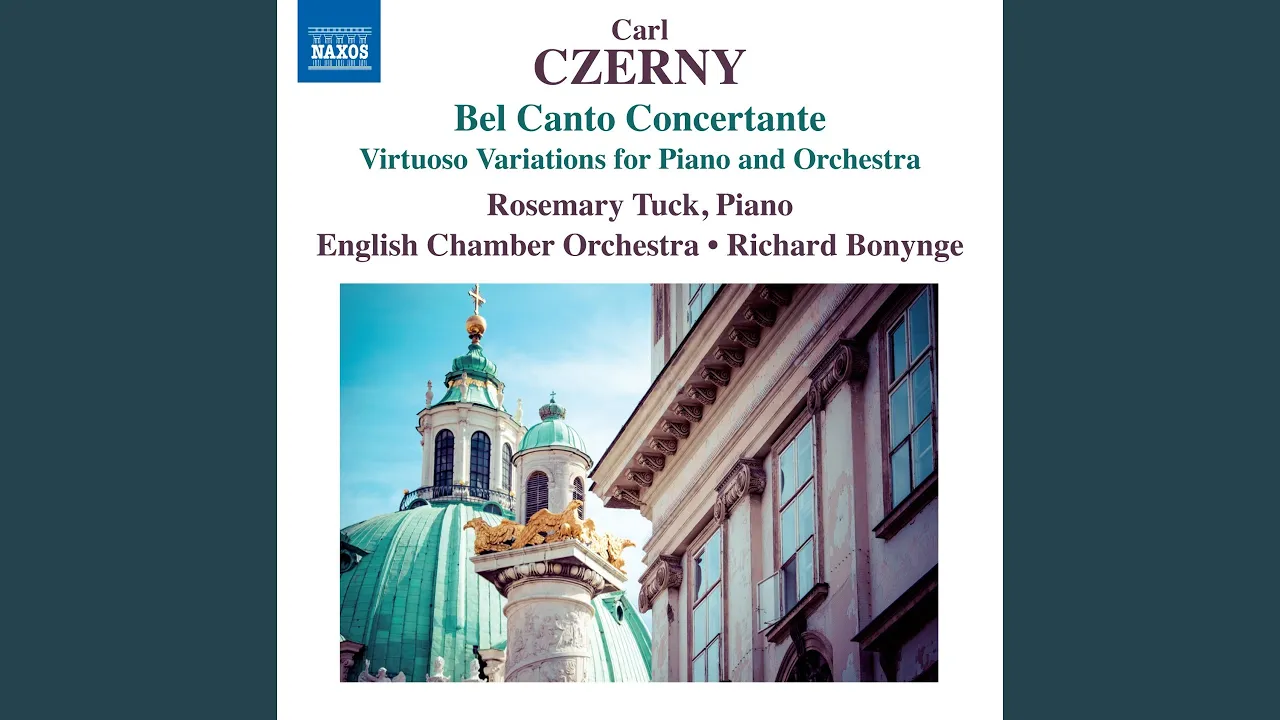 NAXOS
Carl
CZERNY
Bel Canto Concertante
Virtuoso Variations for Piano and Orchestra
Rosemary Tuck, Piano
English Chamber Orchestra • Richard Bonynge